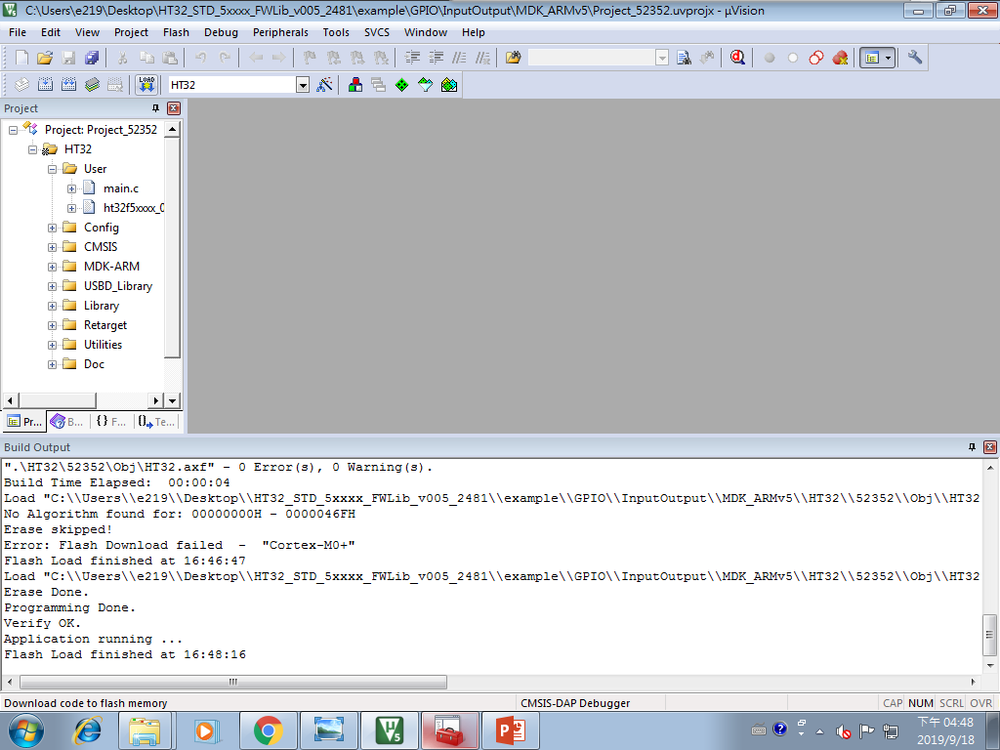 C:\Users\e219\Desktop\HT32_STD_5xxxx_FWLib_v005_2481\example\GPIO\InputOutput\MDK_ARMv5\Project_52352.uvprojx - µVision
File Edit View Project Flash Debug Peripherals Tools SVCS Window Help
LOAD HT32
Project
Project: Project_52352
HT32
User
main.c
ht32f5xxxx_0
Config
CMSIS
MDK-ARM
USBD_Library
Library
Retarget
Utilities
Doc
Pr... B... {} F... Te...
Build Output
".\HT32\52352\Obj\HT32.axf" - 0 Error(s), 0 Warning(s).
Build Time Elapsed:  00:00:04
Load "C:\\Users\\e219\\Desktop\\HT32_STD_5xxxx_FWLib_v005_2481\\example\\GPIO\\InputOutput\\MDK_ARMv5\\HT32\\52352\\Obj\\HT32
No Algorithm found for: 00000000H - 0000046FH
Erase skipped!
Error: Flash Download failed  -  "Cortex-M0+"
Flash Load finished at 16:46:47
Load "C:\\Users\\e219\\Desktop\\HT32_STD_5xxxx_FWLib_v005_2481\\example\\GPIO\\InputOutput\\MDK_ARMv5\\HT32\\52352\\Obj\\HT32
Erase Done.
Programming Done.
Verify OK.
Application running ...
Flash Load finished at 16:48:16
Download code to flash memory CMSIS-DAP Debugger CAP NUM SCRL OVR
下午 04:48
2019/9/18